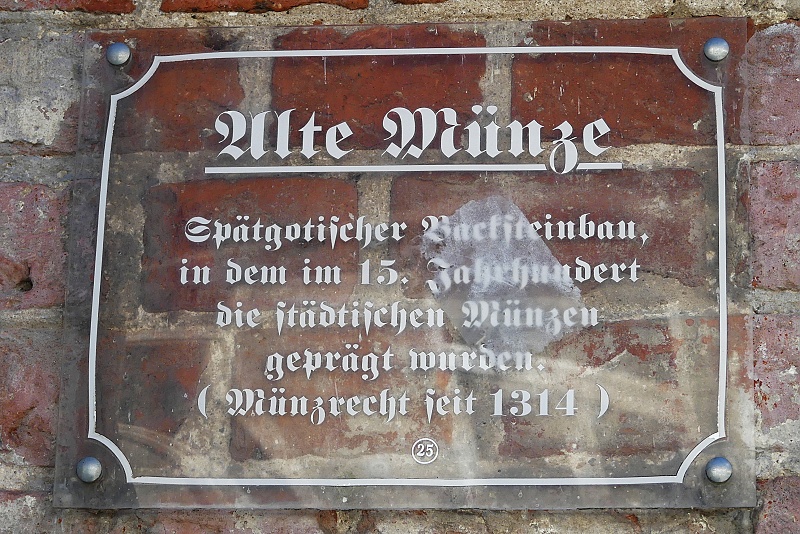 Alte Münze
Spätgotischer Backsteinbau,
in dem im 15. Jahrhundert
die städtischen Münzen
geprägt wurden.
( Münzrecht seit 1314 )
25